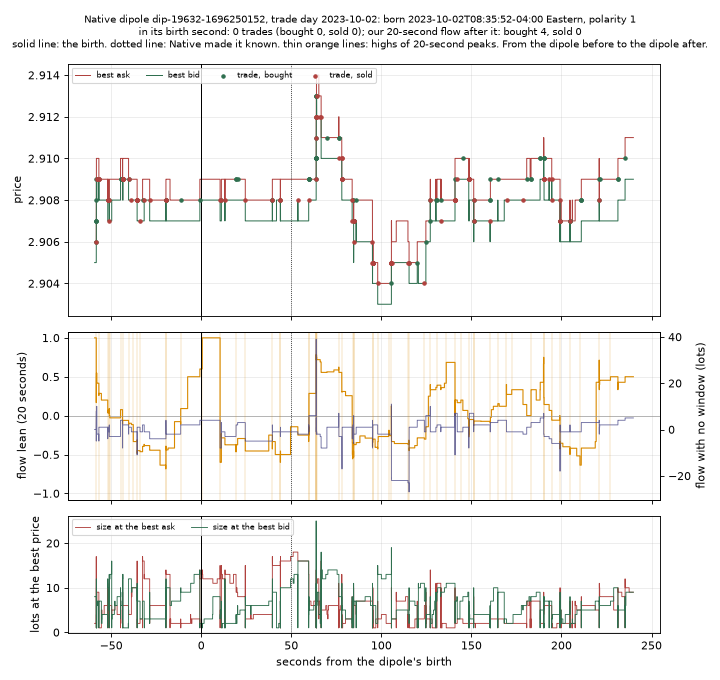 Native dipole dip-19632-1696250152, trade day 2023-10-02: born 2023-10-02T08:35:52-04:00 Eastern, polarity 1
in its birth second: 0 trades (bought 0, sold 0); our 20-second flow after it: bought 4, sold 0
solid line: the birth. dotted line: Native made it known. thin orange lines: highs of 20-second peaks. From the dipole before to the dipole after.
best ask
best bid
trade, bought
trade, sold
2.914
2.912
2.910
2.908
2.906
2.904
price
1.0
0.5
0.0
−0.5
−1.0
flow lean (20 seconds)
40
20
0
−20
flow with no window (lots)
size at the best ask
size at the best bid
20
10
0
lots at the best price
−50
0
50
100
150
200
250
seconds from the dipole's birth